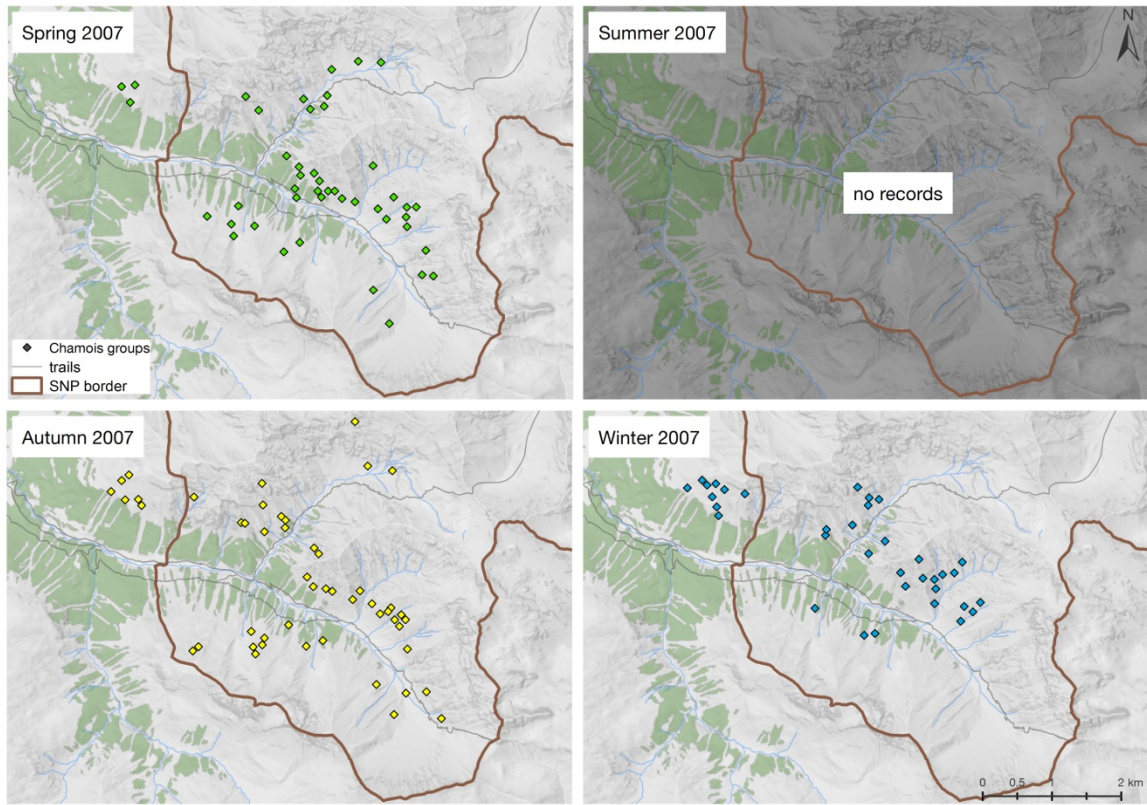 Spring 2007
Summer 2007
N
no records
Chamois groups
trails
SNP border
Autumn 2007
Winter 2007
0 0.5 1 2 km